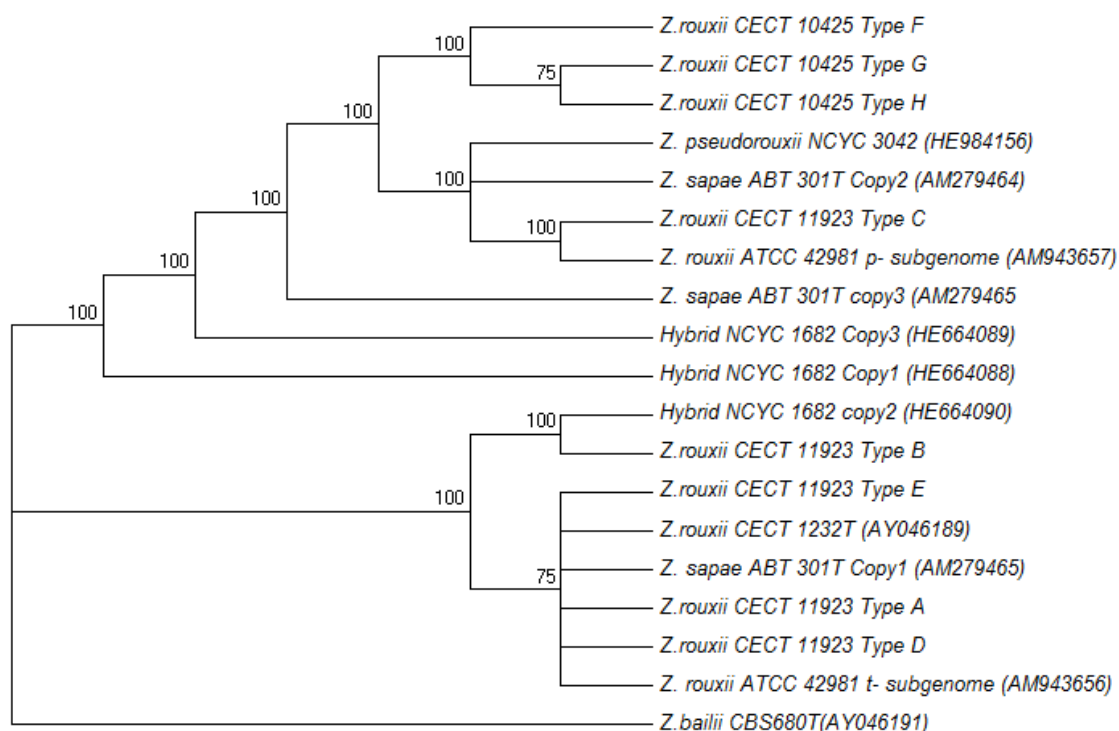 Z.rouxii CECT 10425 Type F
100
Z.rouxii CECT 10425 Type G
75
Z.rouxii CECT 10425 Type H
100
Z. pseudorouxii NCYC 3042 (HE984156)
100
Z. sapae ABT 301T Copy2 (AM279464)
100
Z.rouxii CECT 11923 Type C
100
Z. rouxii ATCC 42981 p- subgenome (AM943657)
100
Z. sapae ABT 301T copy3 (AM279465
100
Hybrid NCYC 1682 Copy3 (HE664089)
Hybrid NCYC 1682 Copy1 (HE664088)
Hybrid NCYC 1682 copy2 (HE664090)
100
Z.rouxii CECT 11923 Type B
Z.rouxii CECT 11923 Type E
100
Z.rouxii CECT 1232T (AY046189)
Z. sapae ABT 301T Copy1 (AM279465)
75
Z.rouxii CECT 11923 Type A
Z.rouxii CECT 11923 Type D
Z. rouxii ATCC 42981 t- subgenome (AM943656)
Z.bailii CBS680T(AY046191)